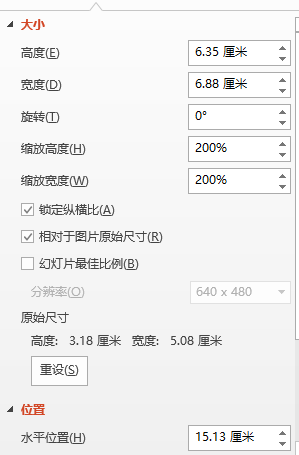 大小
高度(E) 6.35 厘米
宽度(D) 6.88 厘米
旋转(T) 0°
缩放高度(H) 200%
缩放宽度(W) 200%
锁定纵横比(A)
相对于图片原始尺寸(R)
幻灯片最佳比例(B)
分辨率(O) 640 x 480
原始尺寸
高度: 3.18 厘米 宽度: 5.08 厘米
重设(S)
位置
水平位置(H) 15.13 厘米